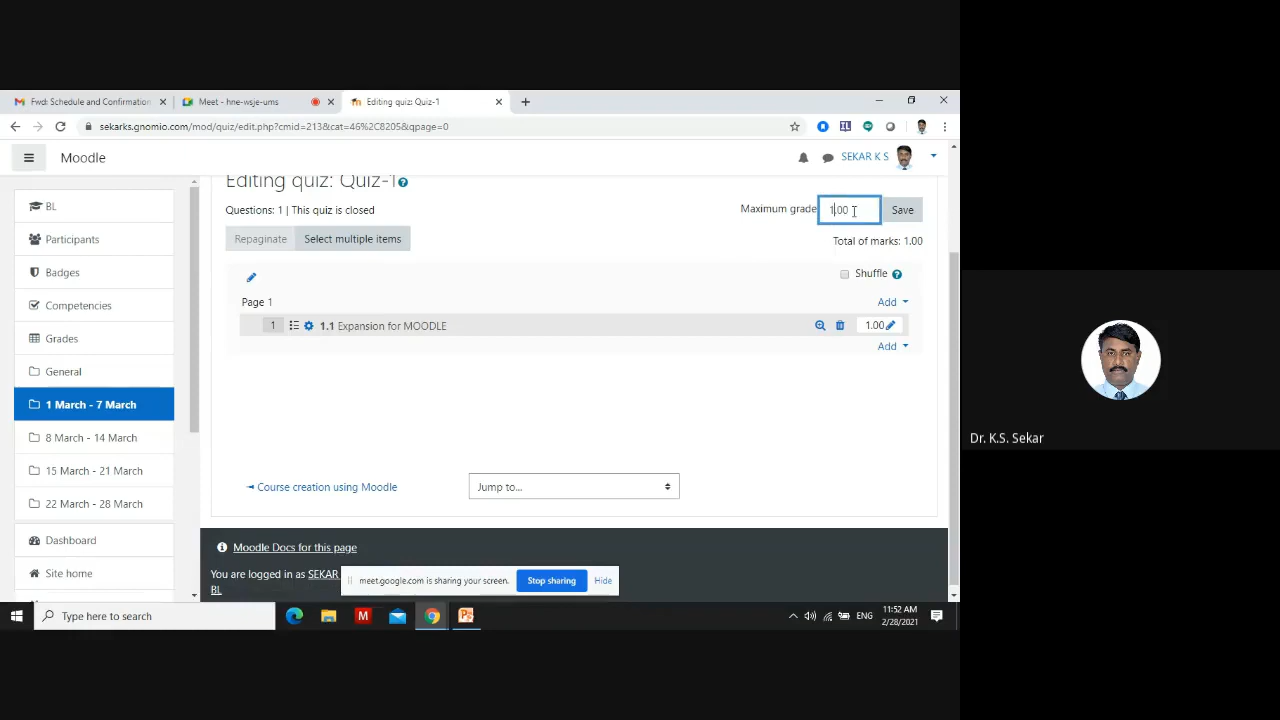 Fwd: Schedule and Confirmation
Meet - hne-wsje-ums
Editing quiz: Quiz-1
sekarks.gnomio.com/mod/quiz/edit.php?cmid=213&cat=46%2C8205&qpage=0
Moodle
SEKAR K S
BL
Participants
Badges
Competencies
Grades
General
1 March - 7 March
8 March - 14 March
15 March - 21 March
22 March - 28 March
Dashboard
Site home
Editing quiz: Quiz-1
Questions: 1 | This quiz is closed
Maximum grade 1.00 Save
Repaginate Select multiple items
Total of marks: 1.00
Shuffle
Page 1
Add
1 1.1 Expansion for MOODLE 1.00
Add
Course creation using Moodle
Jump to...
Moodle Docs for this page
You are logged in as SEKAR
BL
meet.google.com is sharing your screen. Stop sharing Hide
Type here to search
ENG
11:52 AM
2/28/2021
Dr. K.S. Sekar